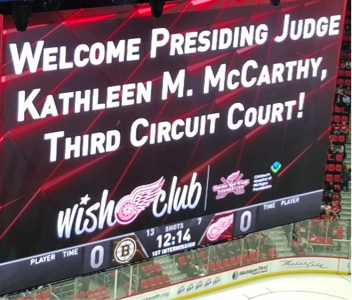 WELCOME PRESIDING JUDGE
KATHLEEN M. MCCARTHY,
THIRD CIRCUIT COURT!
wish club
13 SHOTS 7
PLAYER TIME 0 12:14 0 PLAYER TIME
1ST INTERMISSION